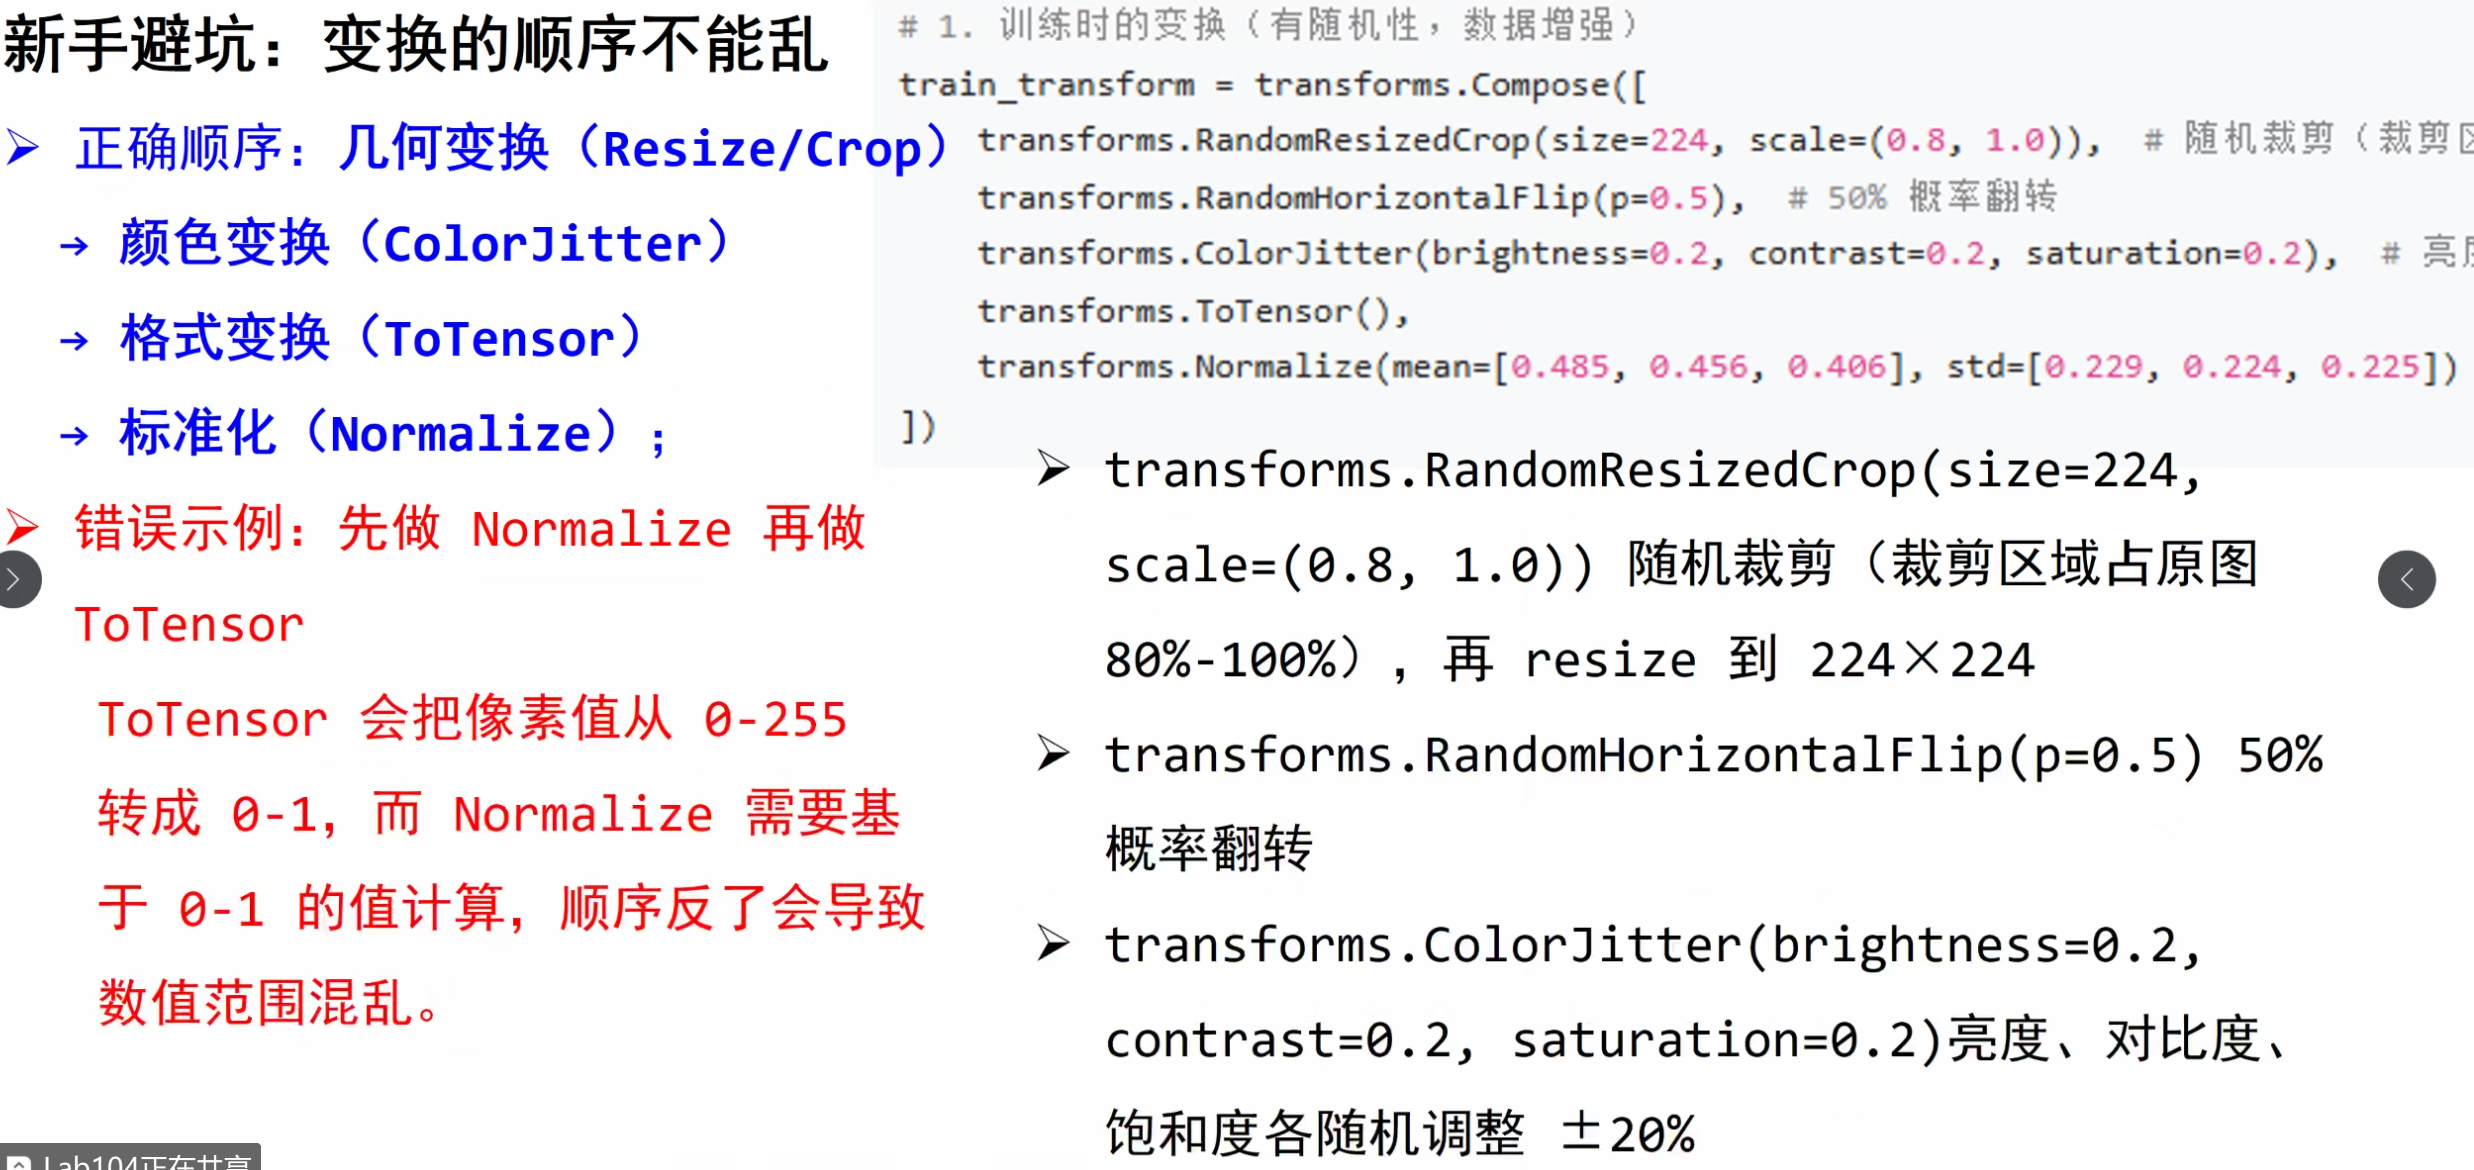 新手避坑：变换的顺序不能乱
➢ 正确顺序：几何变换（Resize/Crop）
→ 颜色变换（ColorJitter）
→ 格式变换（ToTensor）
→ 标准化（Normalize）；
➢ 错误示例：先做 Normalize 再做
ToTensor
ToTensor 会把像素值从 0-255
转成 0-1，而 Normalize 需要基
于 0-1 的值计算，顺序反了会导致
数值范围混乱。
# 1. 训练时的变换（有随机性，数据增强）
train_transform = transforms.Compose([
transforms.RandomResizedCrop(size=224, scale=(0.8, 1.0)),  # 随机裁剪（裁剪区
transforms.RandomHorizontalFlip(p=0.5),  # 50% 概率翻转
transforms.ColorJitter(brightness=0.2, contrast=0.2, saturation=0.2),  # 亮度
transforms.ToTensor(),
transforms.Normalize(mean=[0.485, 0.456, 0.406], std=[0.229, 0.224, 0.225])
])
➢ transforms.RandomResizedCrop(size=224,
scale=(0.8, 1.0)) 随机裁剪（裁剪区域占原图
80%-100%），再 resize 到 224×224
➢ transforms.RandomHorizontalFlip(p=0.5) 50%
概率翻转
➢ transforms.ColorJitter(brightness=0.2,
contrast=0.2, saturation=0.2)亮度、对比度、
饱和度各随机调整 ±20%
Lab104正在共享